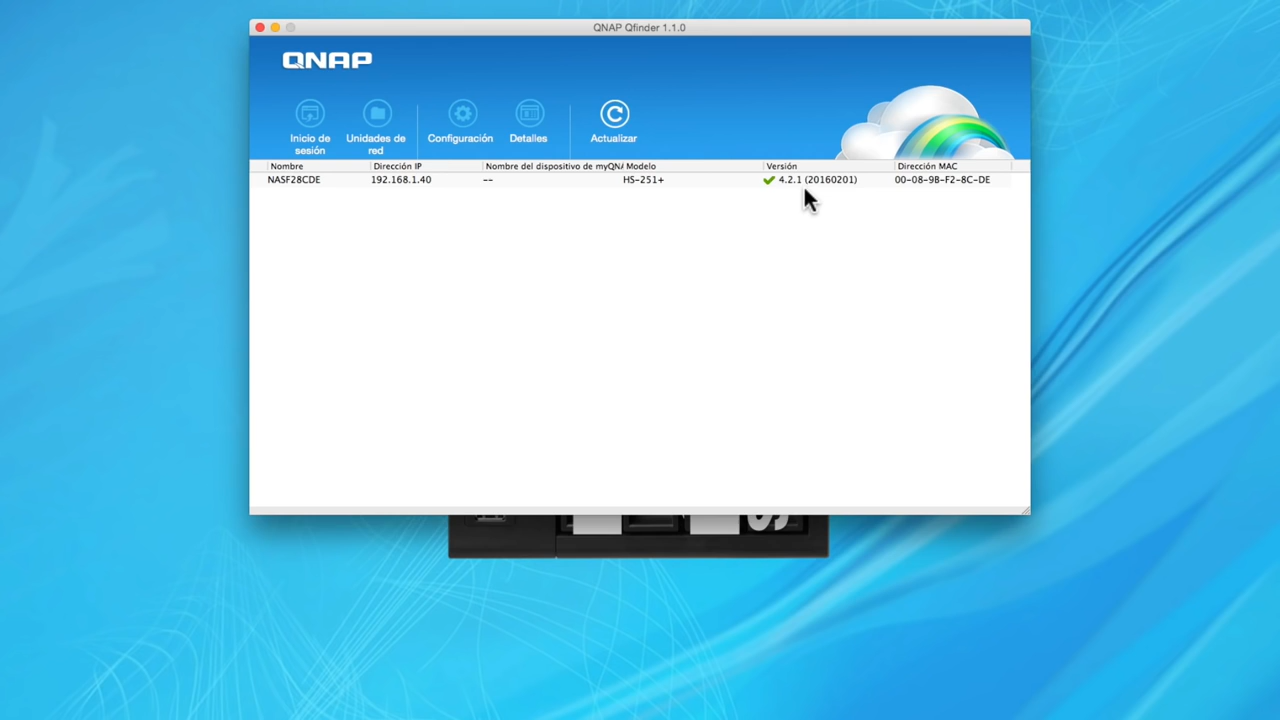 QNAP Qfinder 1.1.0
QNAP
Inicio de
sesión
Unidades de
red
Configuración
Detalles
Actualizar
Nombre Dirección IP Nombre del dispositivo de myQNA Modelo Versión Dirección MAC
NASF28CDE 192.168.1.40 -- HS-251+ 4.2.1 (20160201) 00-08-9B-F2-8C-DE